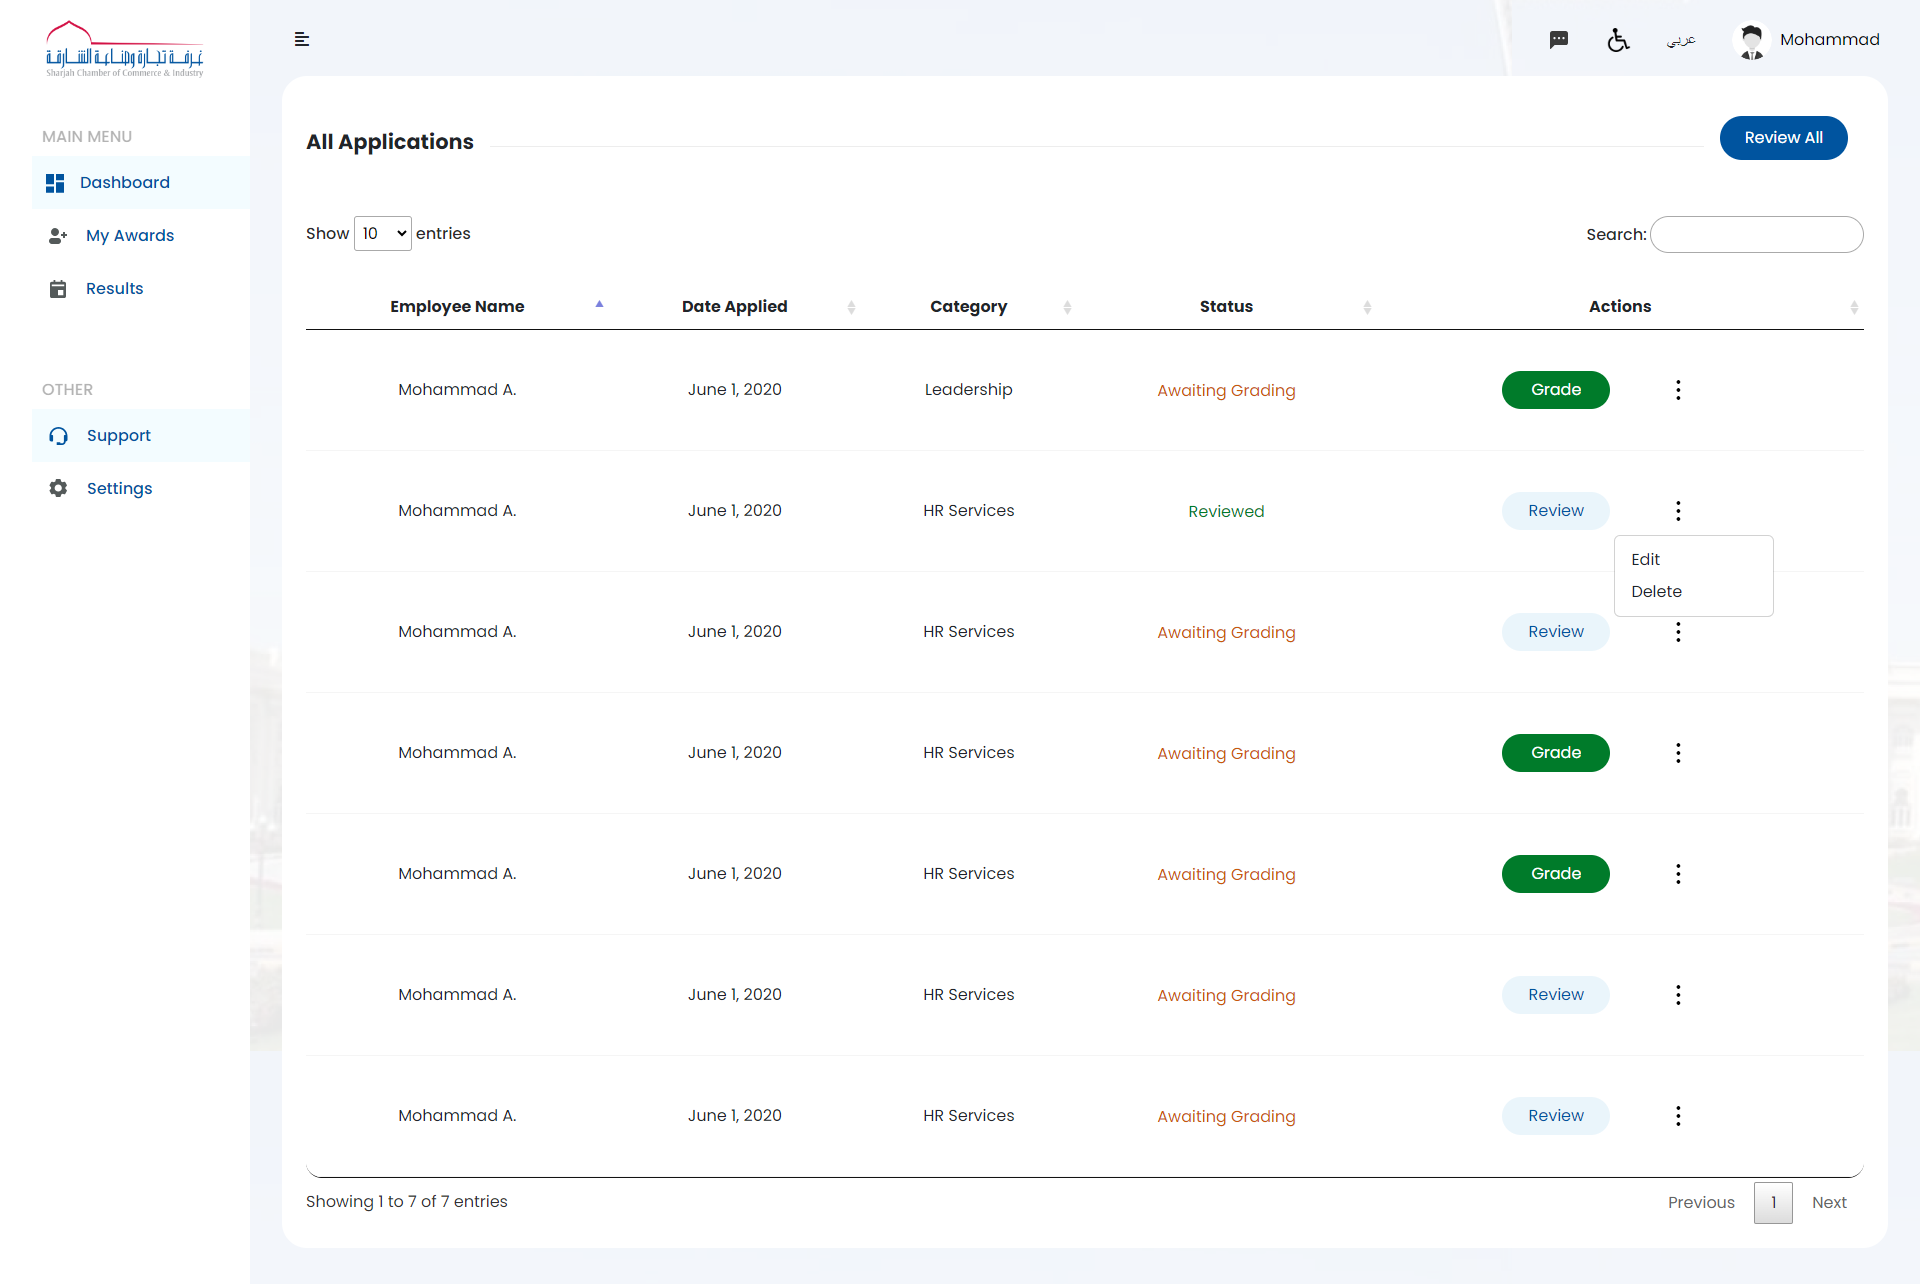 غرفة تجارة وصناعة الشارقة
Sharjah Chamber of Commerce & Industry
MAIN MENU
Dashboard
My Awards
Results
OTHER
Support
Settings
عربي
Mohammad
All Applications
Review All
Show 10 entries
Search:
Employee Name Date Applied Category Status Actions
Mohammad A. June 1, 2020 Leadership Awaiting Grading Grade
Mohammad A. June 1, 2020 HR Services Reviewed Review
Edit
Delete
Mohammad A. June 1, 2020 HR Services Awaiting Grading Review
Mohammad A. June 1, 2020 HR Services Awaiting Grading Grade
Mohammad A. June 1, 2020 HR Services Awaiting Grading Grade
Mohammad A. June 1, 2020 HR Services Awaiting Grading Review
Mohammad A. June 1, 2020 HR Services Awaiting Grading Review
Showing 1 to 7 of 7 entries
Previous 1 Next